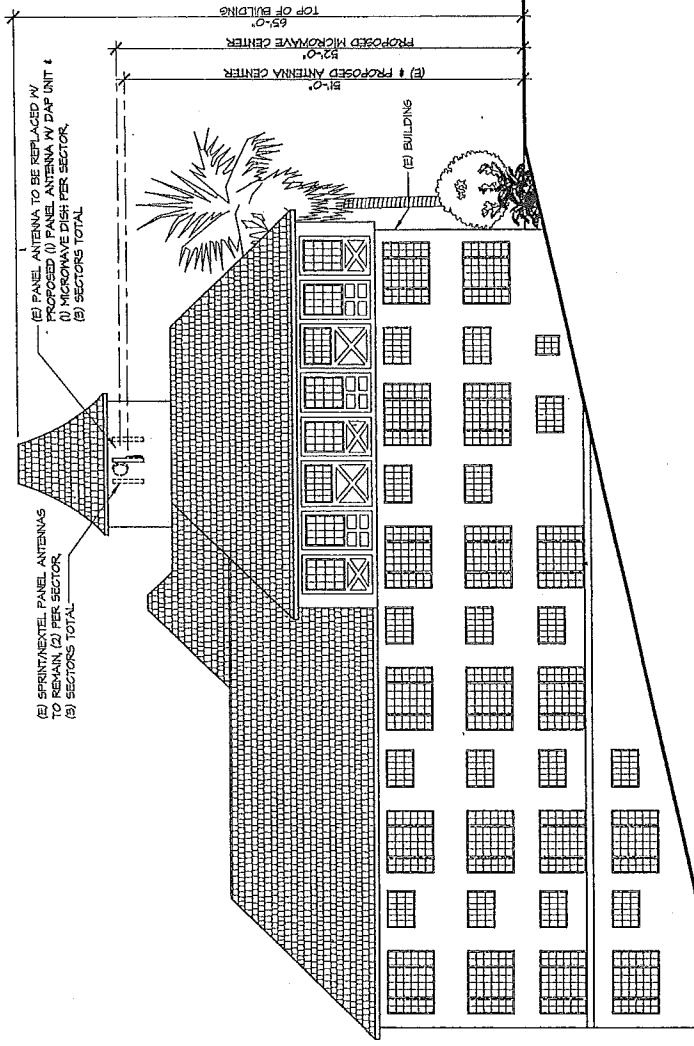 (E) SPRINT/NEXTEL PANEL ANTENNAS
TO REMAIN, (2) PER SECTOR,
(3) SECTORS TOTAL
(E) PANEL ANTENNA TO BE REPLACED W/
PROPOSED (1) PANEL ANTENNA W/ DAP UNIT &
(1) MICROWAVE DISH PER SECTOR,
(3) SECTORS TOTAL
65'-0"
TOP OF BUILDING
52'-0"
PROPOSED MICROWAVE CENTER
51'-0"
(E) & PROPOSED ANTENNA CENTER
(E) BUILDING